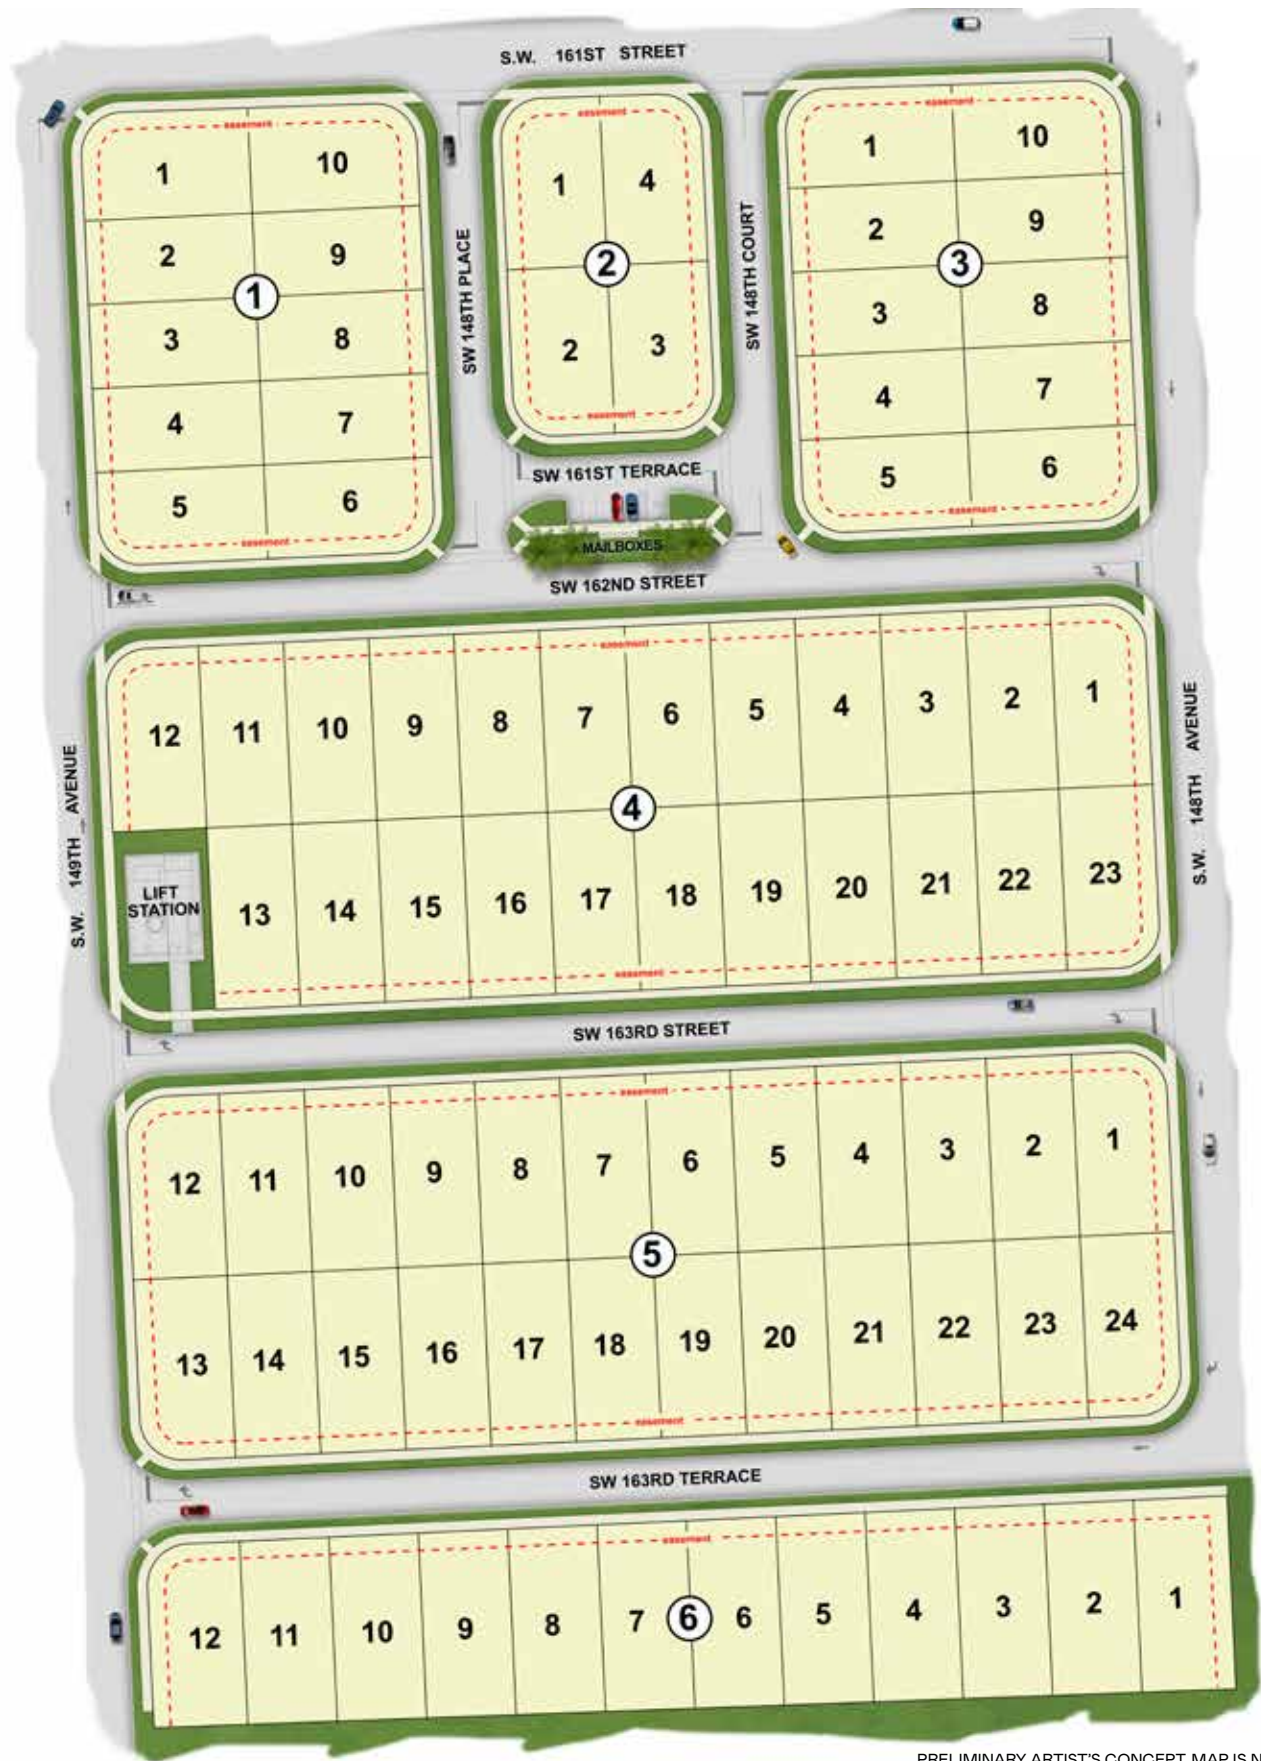 S.W. 161ST STREET
easement
1 10
2 9
1
3 8
4 7
5 6
easement
SW 148TH PLACE
easement
1 4
2
2 3
easement
SW 148TH COURT
easement
1 10
2 9
3
3 8
4 7
5 6
easement
SW 161ST TERRACE
MAILBOXES
SW 162ND STREET
S.W. 149TH AVENUE
easement
12 11 10 9 8 7 6 5 4 3 2 1
4
LIFT
STATION
13 14 15 16 17 18 19 20 21 22 23
easement
S.W. 148TH AVENUE
SW 163RD STREET
easement
12 11 10 9 8 7 6 5 4 3 2 1
5
13 14 15 16 17 18 19 20 21 22 23 24
easement
SW 163RD TERRACE
easement
12 11 10 9 8 7 6 6 5 4 3 2 1
PRELIMINARY ARTIST'S CONCEPT. MAP IS N